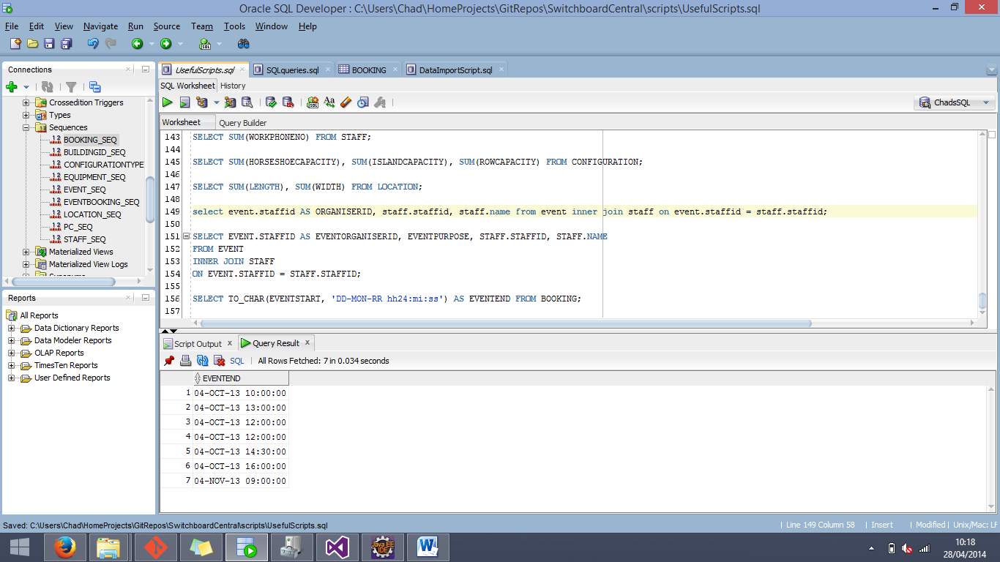 Oracle SQL Developer : C:\Users\Chad\HomeProjects\GitRepos\SwitchboardCentral\scripts\UsefulScripts.sql
File Edit View Navigate Run Source Team Tools Window Help
Connections
Crossedition Triggers
Types
Sequences
BOOKING_SEQ
BUILDINGID_SEQ
CONFIGURATIONTYPE
EQUIPMENT_SEQ
EVENT_SEQ
EVENTBOOKING_SEQ
LOCATION_SEQ
PC_SEQ
STAFF_SEQ
Materialized Views
Materialized View Logs
Reports
All Reports
Data Dictionary Reports
Data Modeler Reports
OLAP Reports
TimesTen Reports
User Defined Reports
UsefulScripts.sql SQLqueries.sql BOOKING DataImportScript.sql
SQL Worksheet History
ChadsSQL
Worksheet Query Builder
143 SELECT SUM(WORKPHONENO) FROM STAFF;
144
145 SELECT SUM(HORSESHOECAPACITY), SUM(ISLANDCAPACITY), SUM(ROWCAPACITY) FROM CONFIGURATION;
146
147 SELECT SUM(LENGTH), SUM(WIDTH) FROM LOCATION;
148
149 select event.staffid AS ORGANISERID, staff.staffid, staff.name from event inner join staff on event.staffid = staff.staffid;
150
151 SELECT EVENT.STAFFID AS EVENTORGANISERID, EVENTPURPOSE, STAFF.STAFFID, STAFF.NAME
152 FROM EVENT
153 INNER JOIN STAFF
154 ON EVENT.STAFFID = STAFF.STAFFID;
155
156 SELECT TO_CHAR(EVENTSTART, 'DD-MON-RR hh24:mi:ss') AS EVENTEND FROM BOOKING;
157
Script Output x Query Result x
SQL | All Rows Fetched: 7 in 0.034 seconds
EVENTEND
1 04-OCT-13 10:00:00
2 04-OCT-13 13:00:00
3 04-OCT-13 12:00:00
4 04-OCT-13 12:00:00
5 04-OCT-13 14:30:00
6 04-OCT-13 16:00:00
7 04-NOV-13 09:00:00
Saved: C:\Users\Chad\HomeProjects\GitRepos\SwitchboardCentral\scripts\UsefulScripts.sql
| Line 149 Column 58 | Insert | Modified | Unix/Mac: LF
Java EE
IDE
10:18
28/04/2014